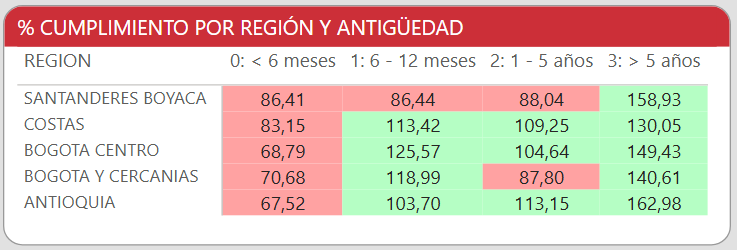 % CUMPLIMIENTO POR REGIÓN Y ANTIGÜEDAD
REGION 0: < 6 meses 1: 6 - 12 meses 2: 1 - 5 años 3: > 5 años
SANTANDERES BOYACA 86,41 86,44 88,04 158,93
COSTAS 83,15 113,42 109,25 130,05
BOGOTA CENTRO 68,79 125,57 104,64 149,43
BOGOTA Y CERCANIAS 70,68 118,99 87,80 140,61
ANTIOQUIA 67,52 103,70 113,15 162,98